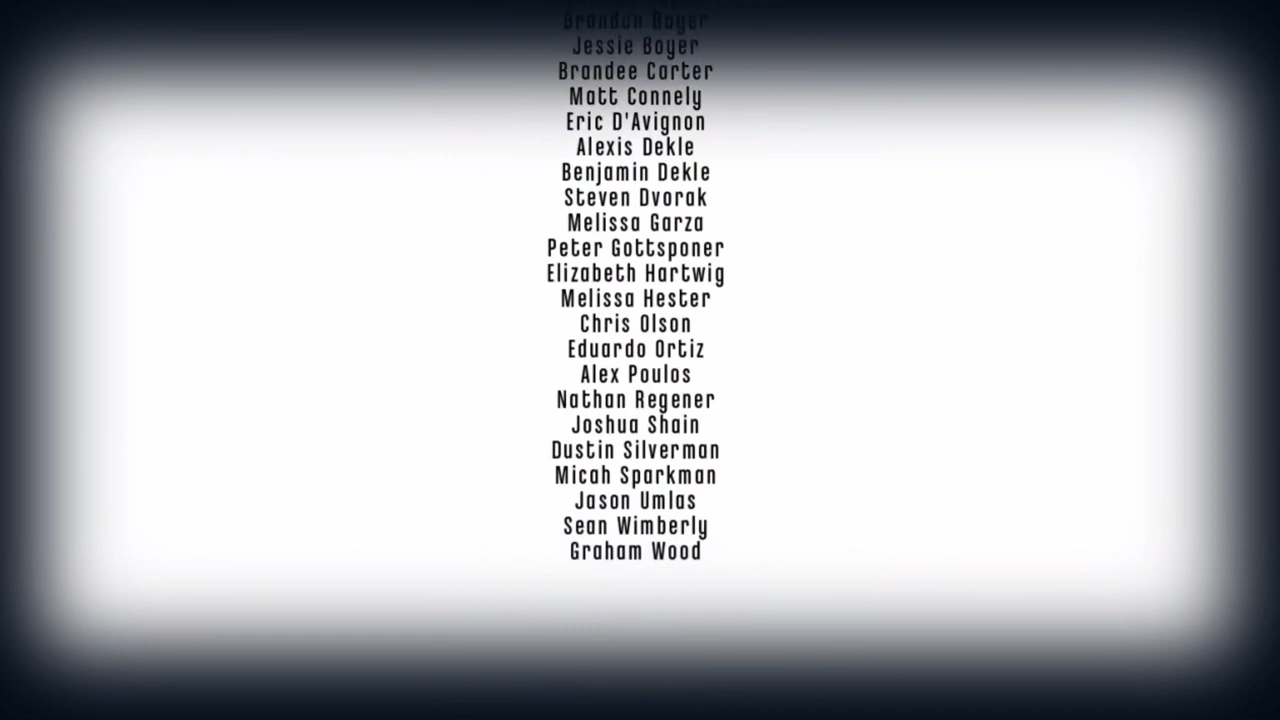 Brandon Boyer
Jessie Boyer
Brandee Carter
Matt Connely
Eric D'Avignon
Alexis Dekle
Benjamin Dekle
Steven Dvorak
Melissa Garza
Peter Gottsponer
Elizabeth Hartwig
Melissa Hester
Chris Olson
Eduardo Ortiz
Alex Poulos
Nathan Regener
Joshua Shain
Dustin Silverman
Micah Sparkman
Jason Umlas
Sean Wimberly
Graham Wood